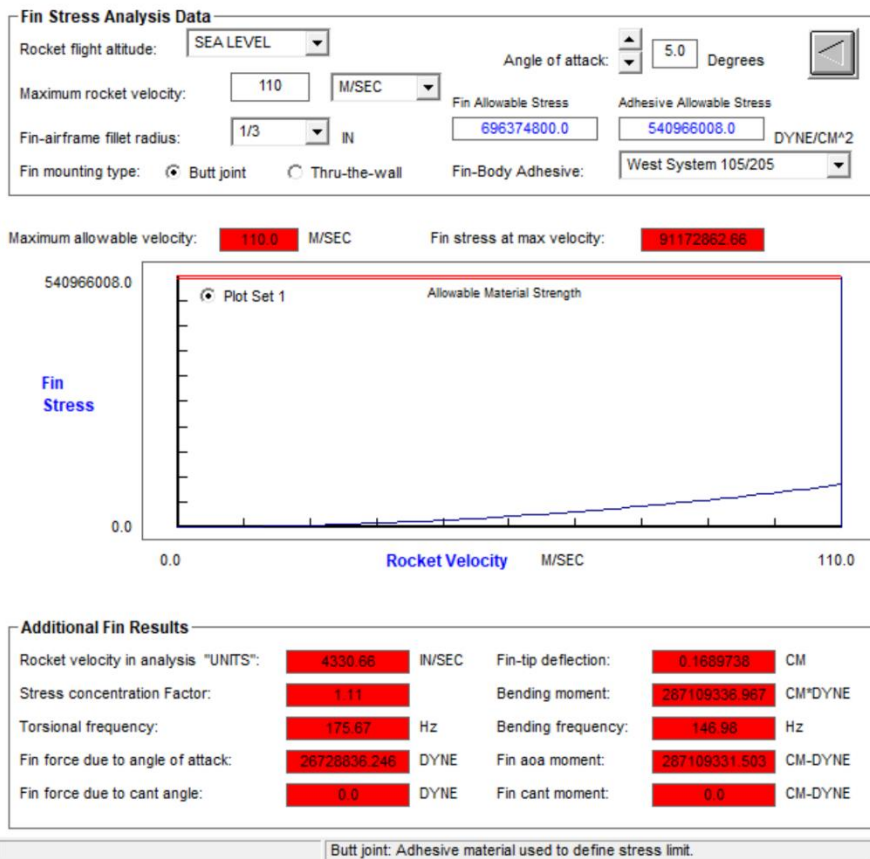 Fin Stress Analysis Data
Rocket flight altitude: SEA LEVEL
Angle of attack: 5.0 Degrees
Maximum rocket velocity: 110 M/SEC
Fin Allowable Stress Adhesive Allowable Stress
696374800.0 540966008.0 DYNE/CM^2
Fin-airframe fillet radius: 1/3 IN
Fin mounting type: Butt joint Thru-the-wall
Fin-Body Adhesive: West System 105/205
Maximum allowable velocity: 110.0 M/SEC Fin stress at max velocity: 91172862.66
540966008.0
Plot Set 1 Allowable Material Strength
Fin
Stress
0.0
0.0 Rocket Velocity M/SEC 110.0
Additional Fin Results
Rocket velocity in analysis "UNITS": 4330.66 IN/SEC Fin-tip deflection: 0.1689738 CM
Stress concentration Factor: 1.11 Bending moment: 287109336.967 CM*DYNE
Torsional frequency: 175.67 Hz Bending frequency: 146.98 Hz
Fin force due to angle of attack: 26728836.246 DYNE Fin aoa moment: 287109331.503 CM-DYNE
Fin force due to cant angle: 0.0 DYNE Fin cant moment: 0.0 CM-DYNE
Butt joint: Adhesive material used to define stress limit.